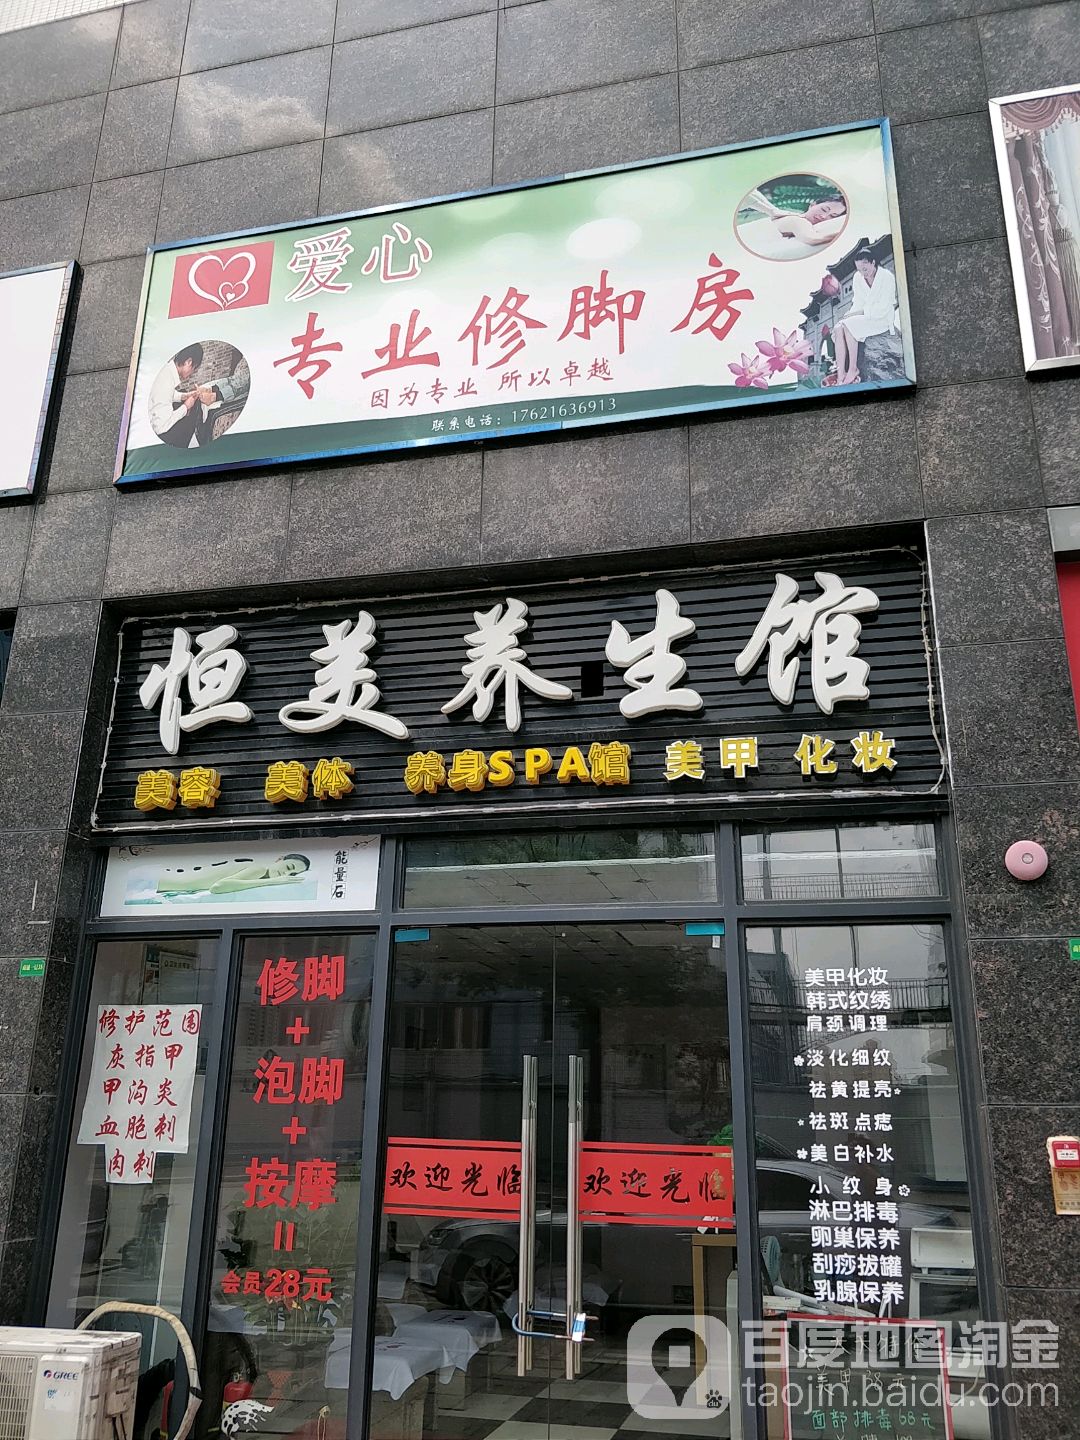 爱心
专业修脚房
因为专业 所以卓越
联系电话：17621636913
恒美养生馆
美容 美体 养身SPA馆 美甲 化妆
能量石
修护范围
灰指甲
甲沟炎
血胞刺
肉刺
修脚
+
泡脚
+
按摩
=
会员28元
欢迎光临
欢迎光临
美甲化妆
韩式纹绣
肩颈调理
淡化细纹
祛黄提亮
祛斑点痣
美白补水
小纹身
淋巴排毒
卵巢保养
刮痧拔罐
乳腺保养
GREE
面部排毒68元
百度地图淘金
taojin.baidu.com
du